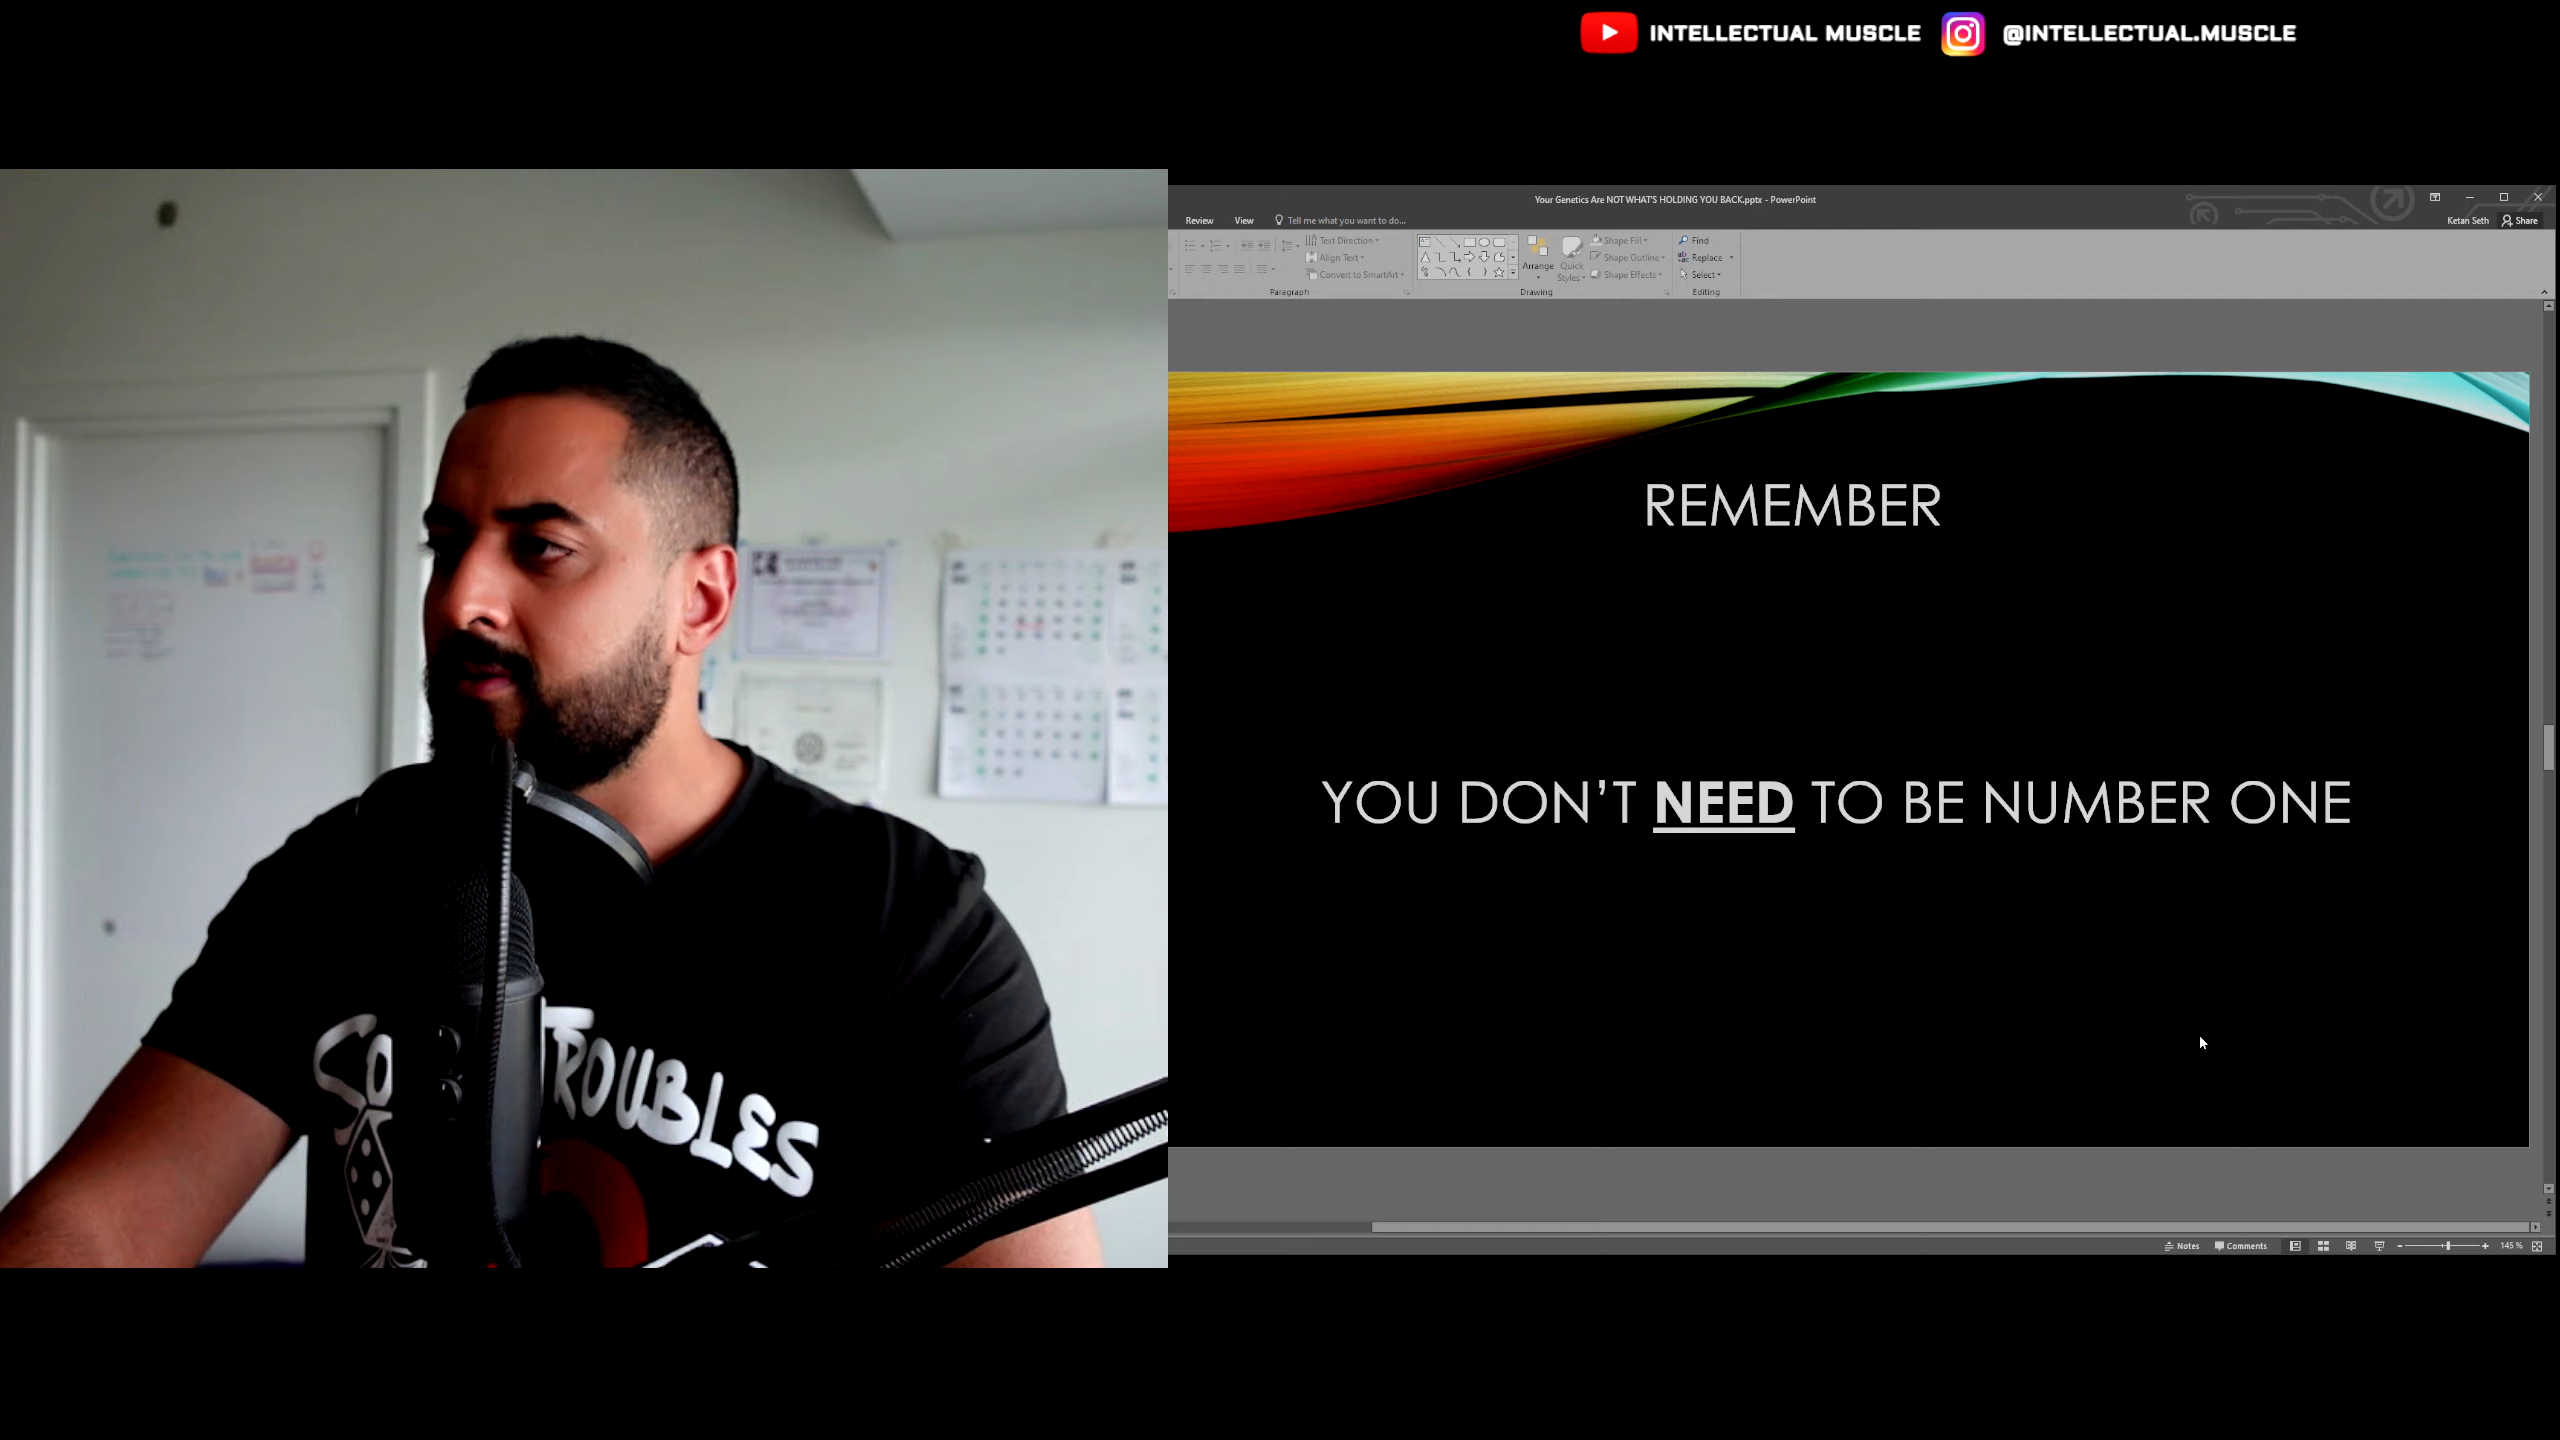 INTELLECTUAL MUSCLE @INTELLECTUAL.MUSCLE
Your Genetics Are NOT WHAT'S HOLDING YOU BACK.pptx - PowerPoint
Review View Tell me what you want to do...
Ketan Seth Share
Text Direction
Align Text
Convert to SmartArt
Paragraph
Arrange
Quick Styles
Shape Fill
Shape Outline
Shape Effects
Drawing
Find
Replace
Select
Editing
REMEMBER
YOU DON'T NEED TO BE NUMBER ONE
TROUBLES
Notes Comments 145 %